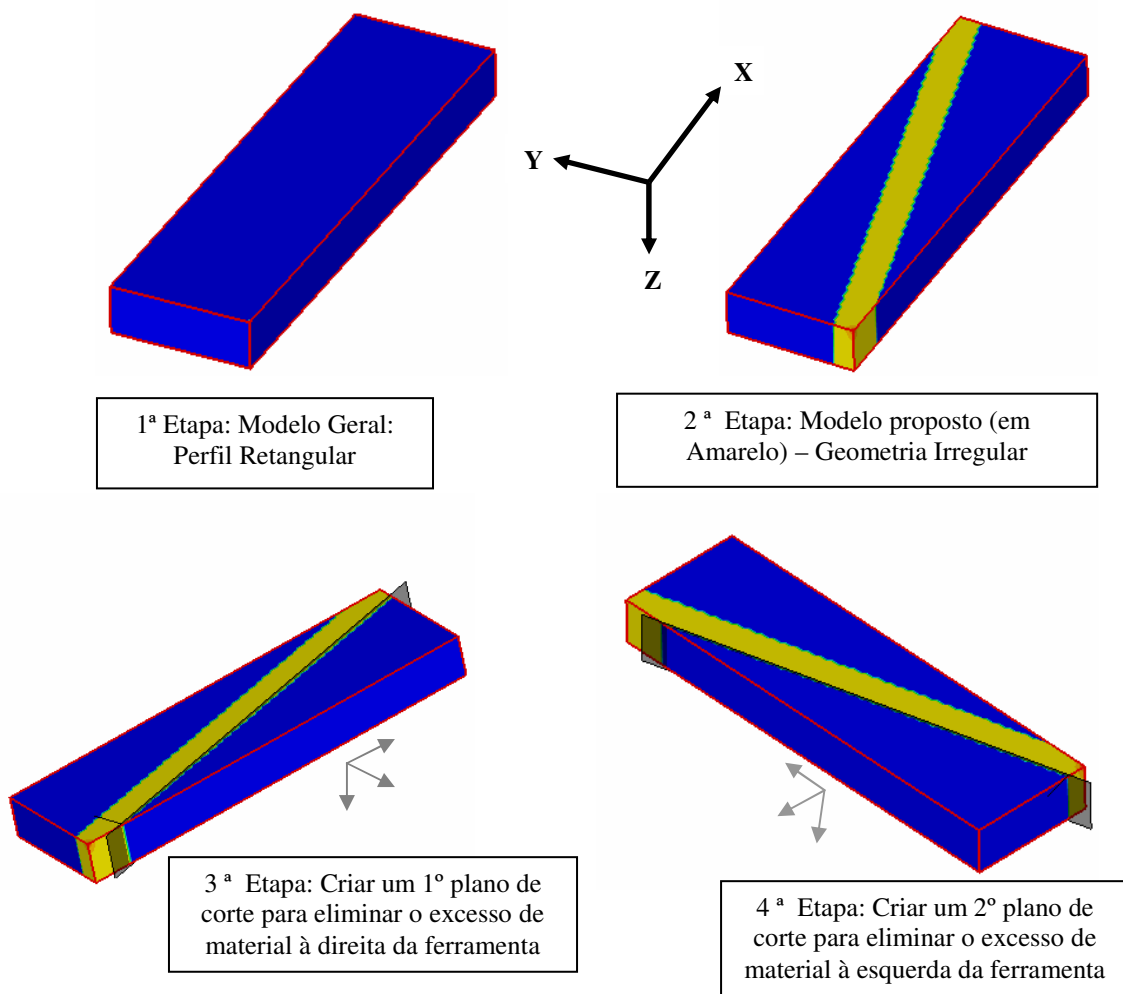 X
Y
Z
1ª Etapa: Modelo Geral:
Perfil Retangular
2 ª Etapa: Modelo proposto (em
Amarelo) – Geometria Irregular
3 ª Etapa: Criar um 1º plano de
corte para eliminar o excesso de
material à direita da ferramenta
4 ª Etapa: Criar um 2º plano de
corte para eliminar o excesso de
material à esquerda da ferramenta